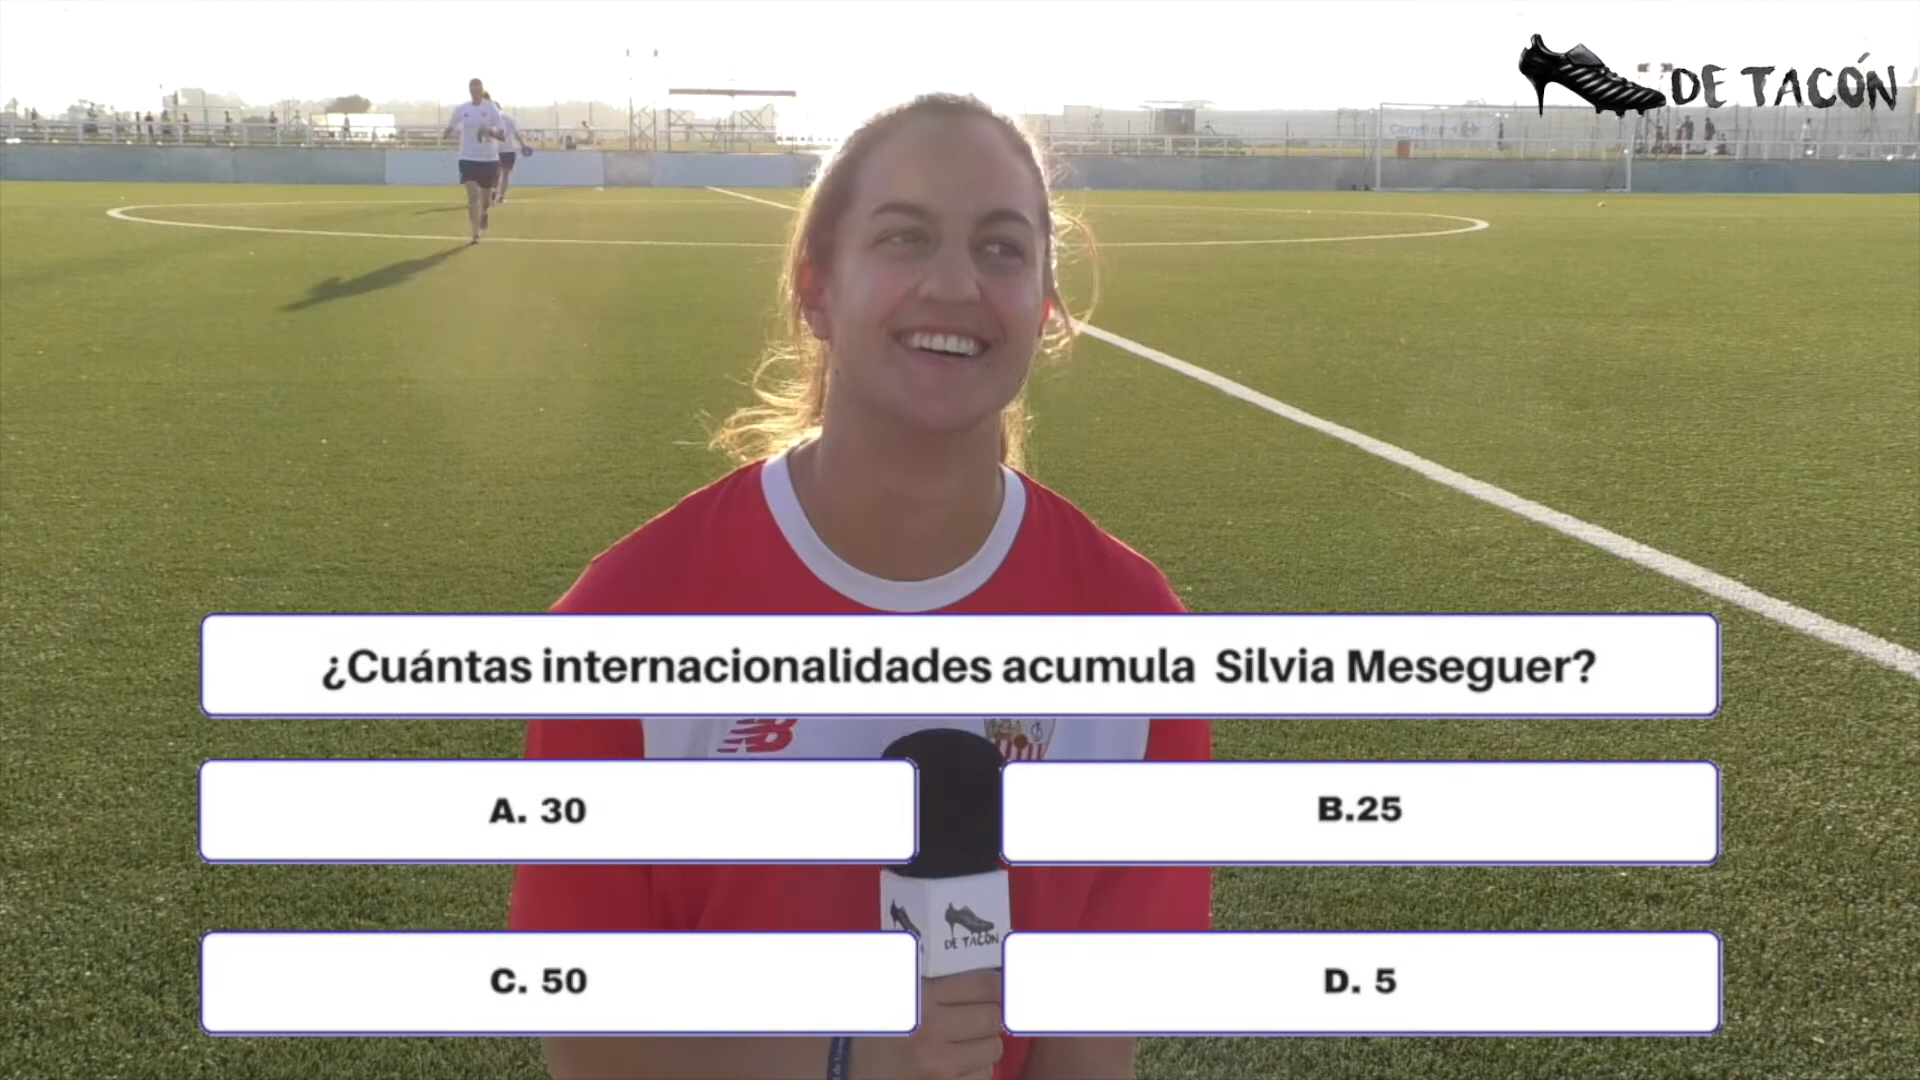 DE TACÓN
¿Cuántas internacionalidades acumula Silvia Meseguer?
A. 30
B.25
DE TACÓN
C. 50
D. 5